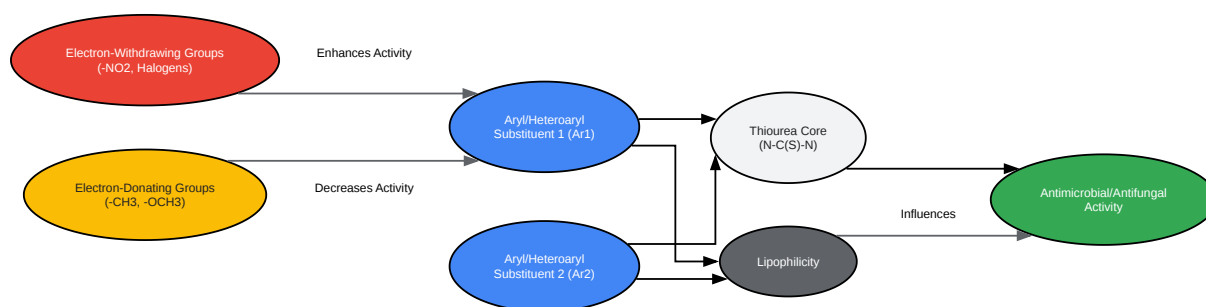 Electron-Withdrawing Groups
(-NO2, Halogens)
Enhances Activity
Electron-Donating Groups
(-CH3, -OCH3)
Decreases Activity
Aryl/Heteroaryl
Substituent 1 (Ar1)
Aryl/Heteroaryl
Substituent 2 (Ar2)
Thiourea Core
(N-C(S)-N)
Lipophilicity
Influences
Antimicrobial/Antifungal
Activity